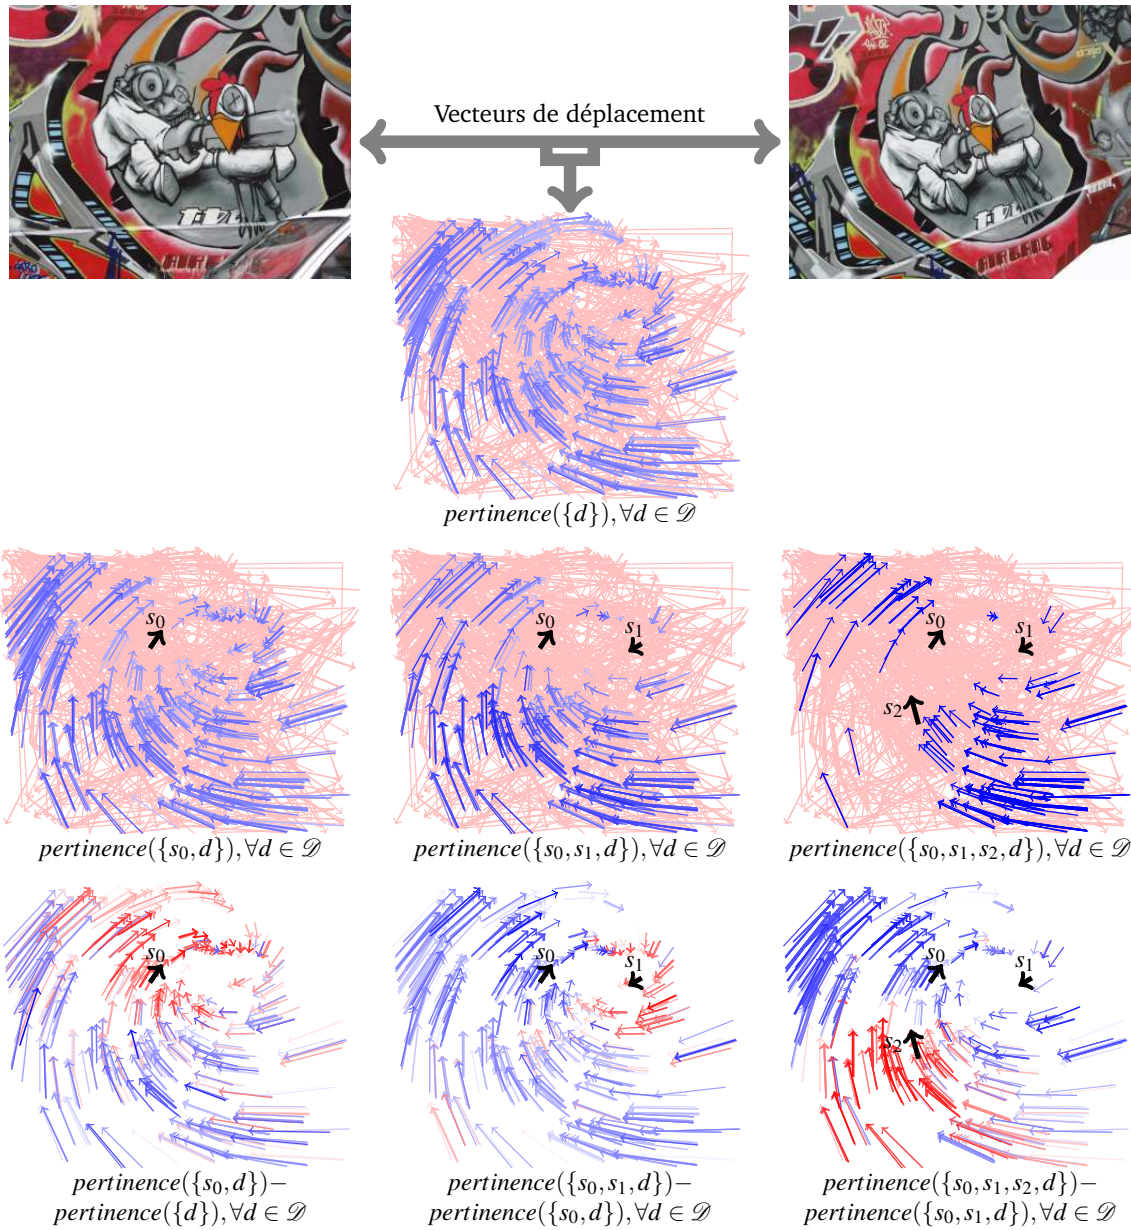 Vecteurs de déplacement
pertinence({d}), ∀d ∈ 𝒟
s₀
s₀
s₁
s₀
s₁
s₂
pertinence({s₀,d}), ∀d ∈ 𝒟
pertinence({s₀,s₁,d}), ∀d ∈ 𝒟
pertinence({s₀,s₁,s₂,d}), ∀d ∈ 𝒟
s₀
s₀
s₁
s₀
s₁
s₂
pertinence({s₀,d})−
pertinence({d}), ∀d ∈ 𝒟
pertinence({s₀,s₁,d})−
pertinence({s₀,d}), ∀d ∈ 𝒟
pertinence({s₀,s₁,s₂,d})−
pertinence({s₀,s₁,d}), ∀d ∈ 𝒟